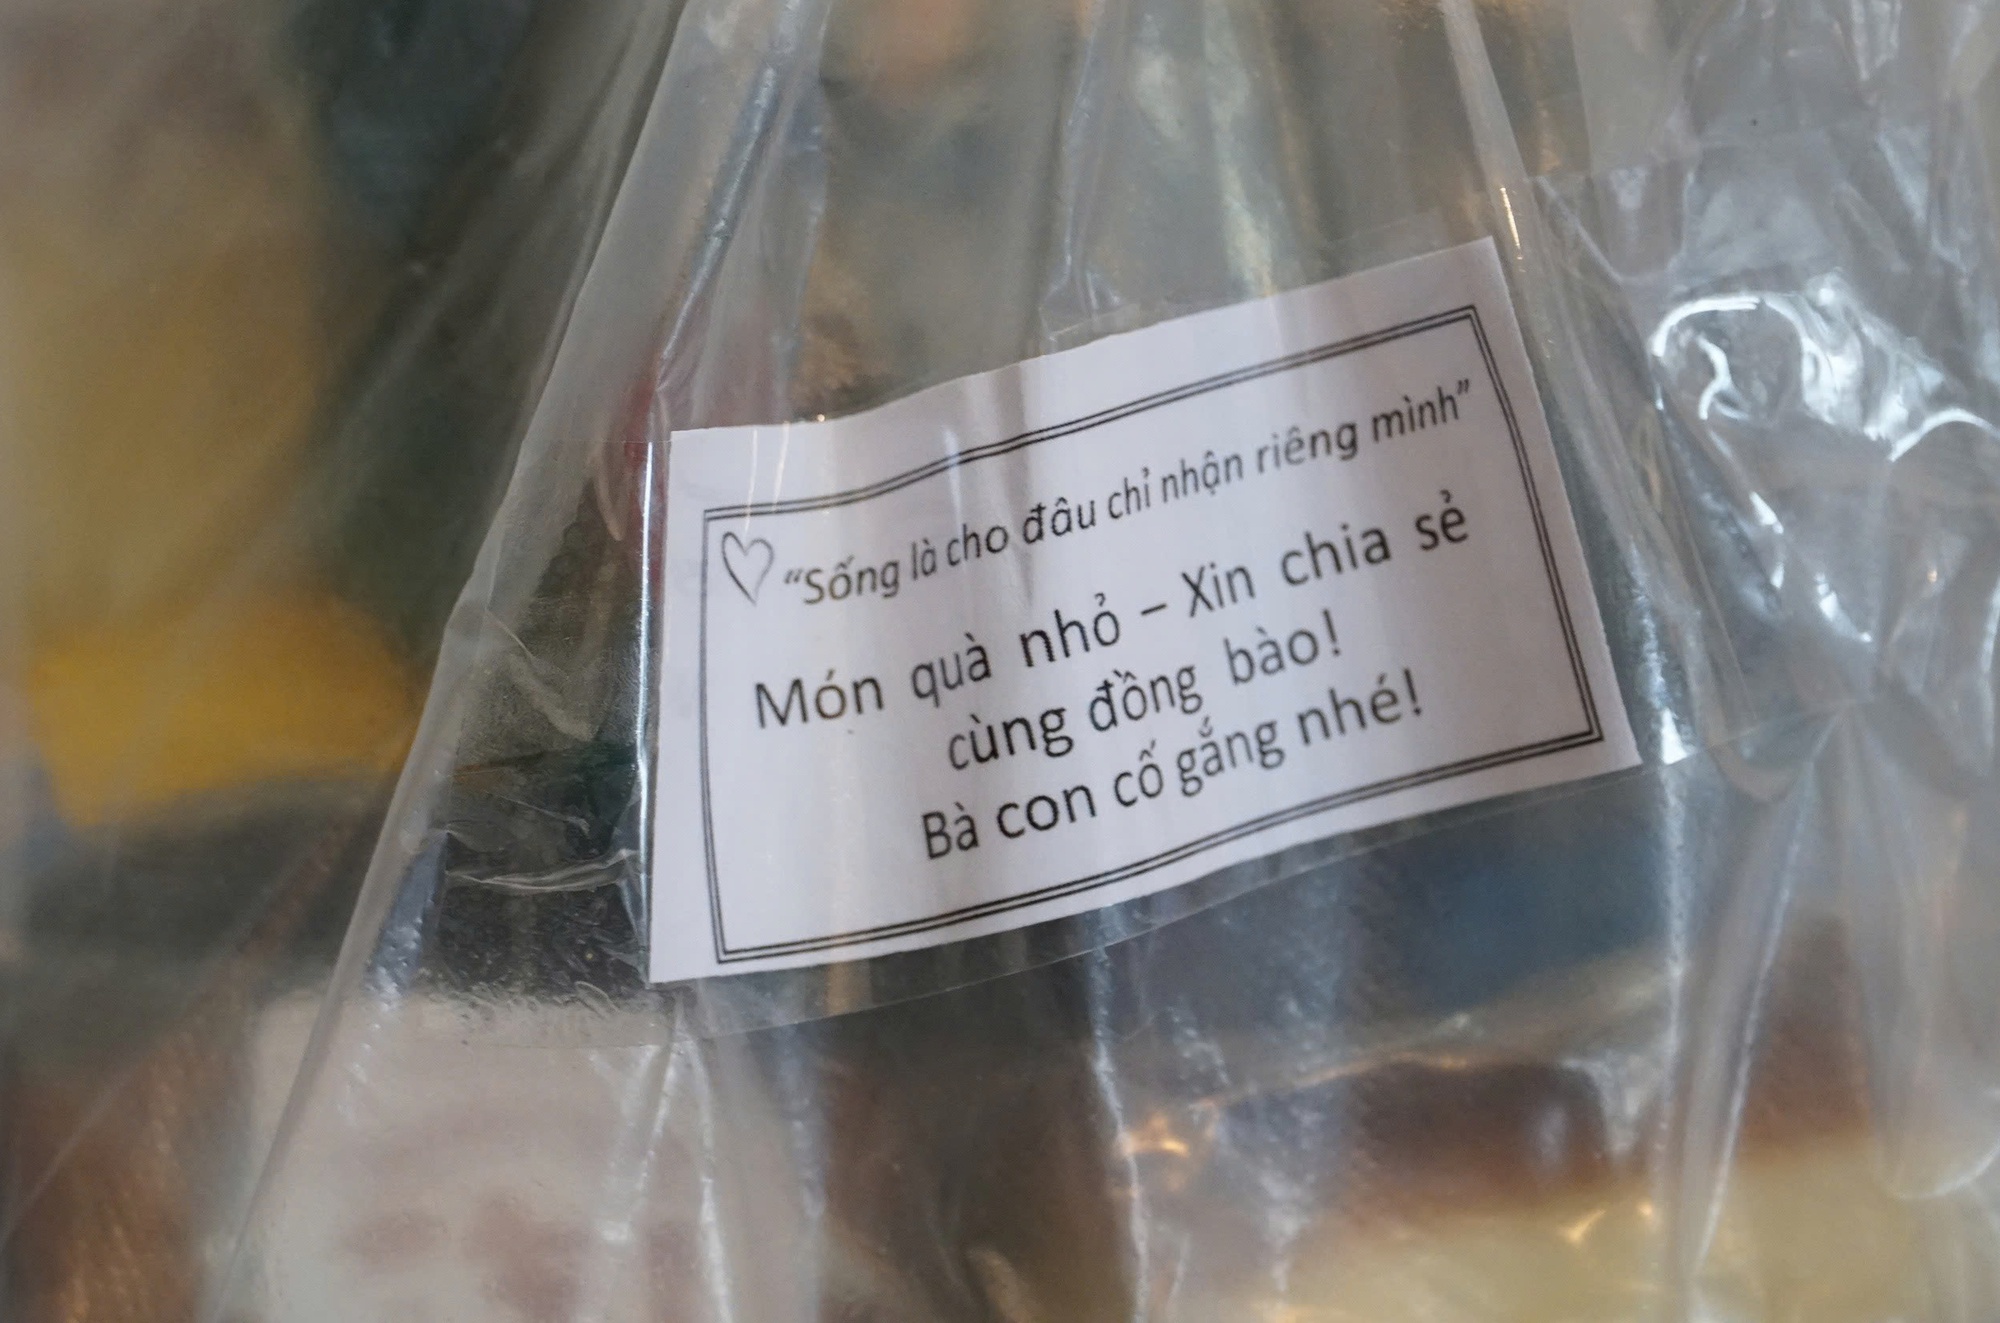 “Sống là cho đâu chỉ nhận riêng mình”
Món quà nhỏ – Xin chia sẻ
cùng đồng bào!
Bà con cố gắng nhé!